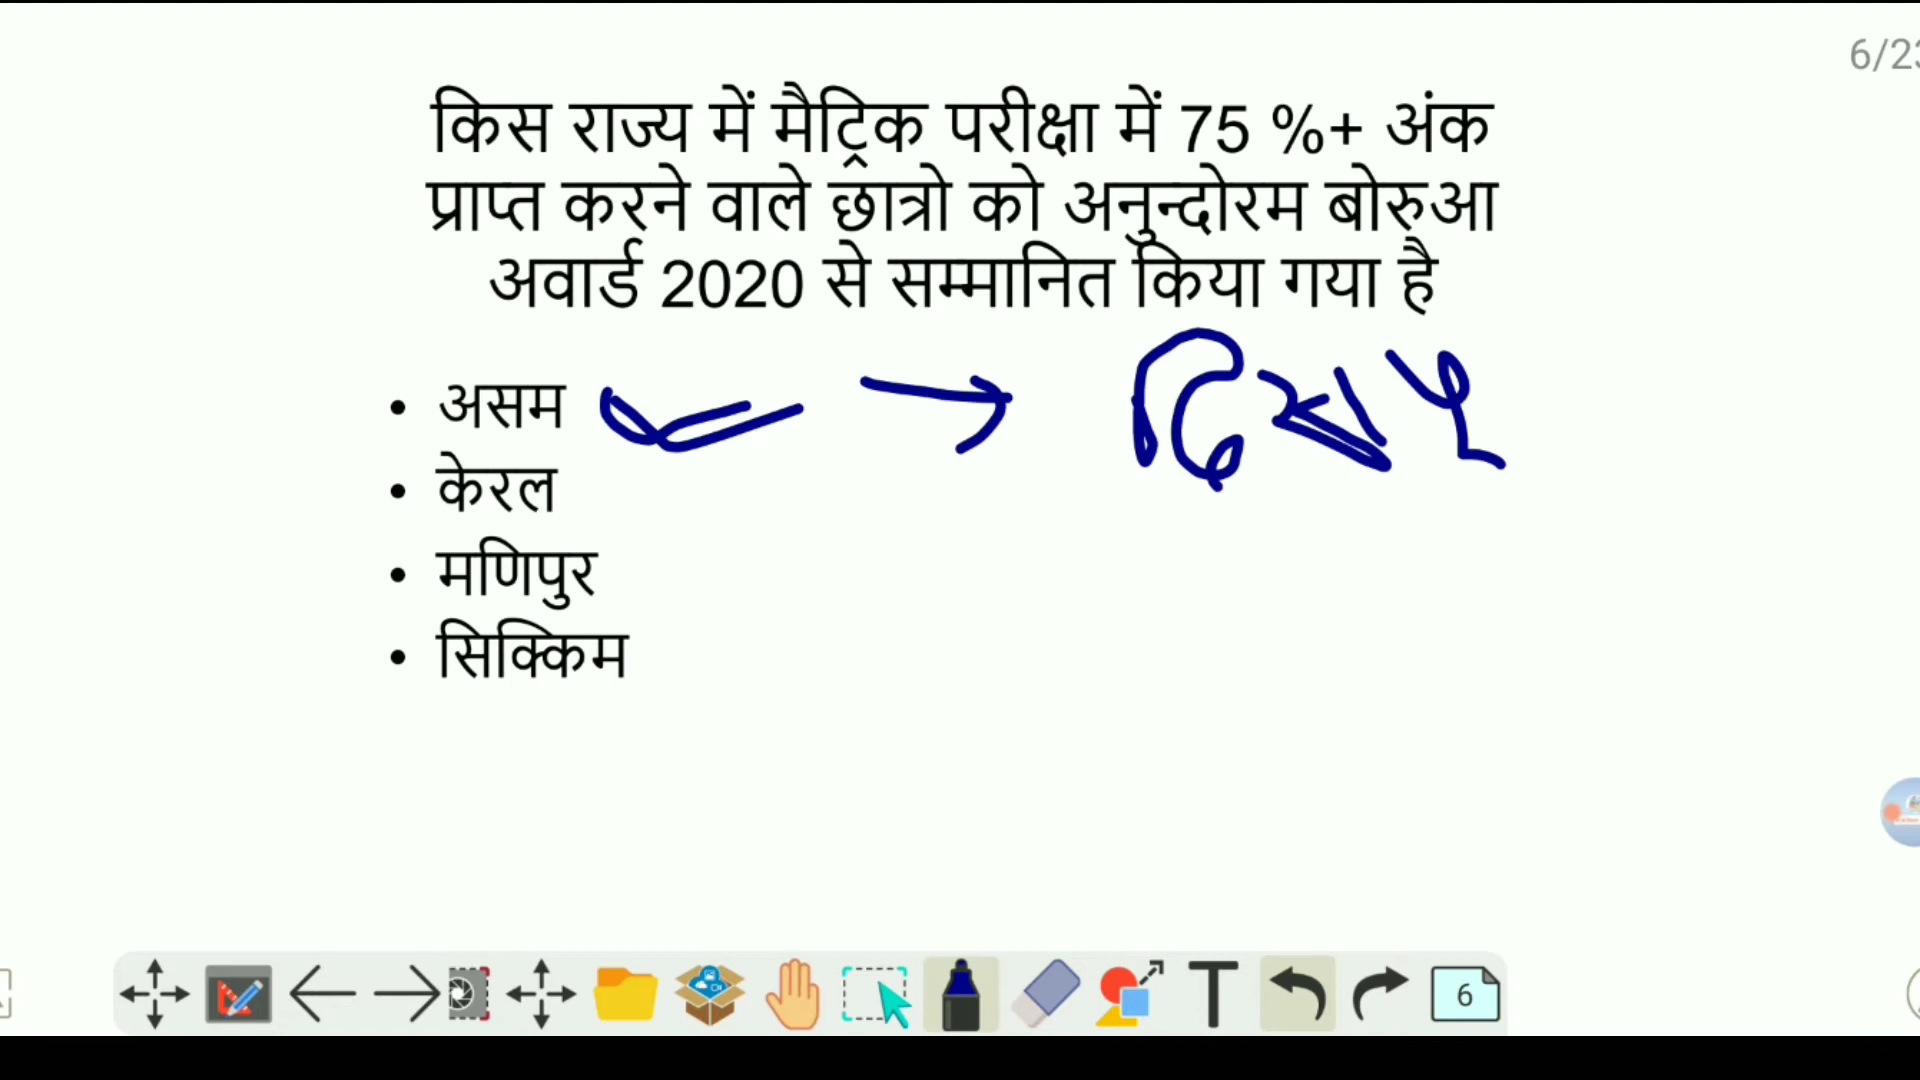 6/23
किस राज्य में मैट्रिक परीक्षा में 75 %+ अंक
प्राप्त करने वाले छात्रो को अनुन्दोरम बोरुआ
अवार्ड 2020 से सम्मानित किया गया है
• असम
• केरल
• मणिपुर
• सिक्किम
T
6